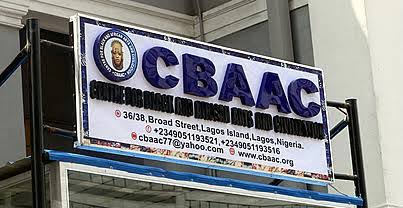 CBAAC
CENTRE FOR BLACK AND AFRICAN ARTS AND CIVILIZATION
36/38,Broad Street,Lagos Island,Lagos,Nigeria.
+2349051193521, +2349051193516
cbaac77@yahoo.com www.cbaac.org